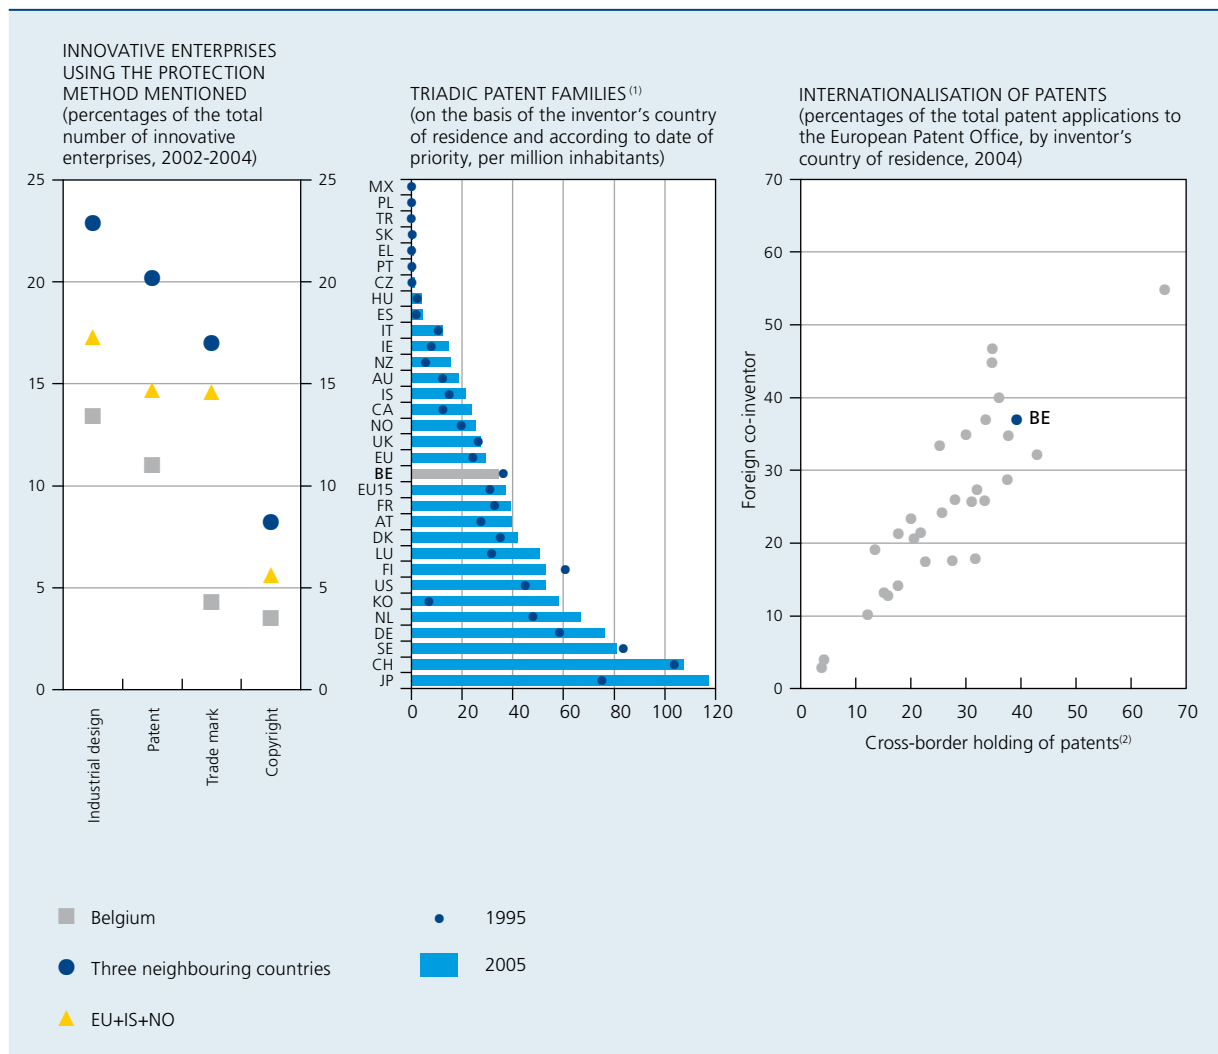 INNOVATIVE ENTERPRISES
USING THE PROTECTION
METHOD MENTIONED
(percentages of the total
number of innovative
enterprises, 2002-2004)
25
20
15
10
5
0
25
20
15
10
5
0
Industrial design
Patent
Trade mark
Copyright
TRIADIC PATENT FAMILIES (1)
(on the basis of the inventor's country
of residence and according to date of
priority, per million inhabitants)
MX
PL
TR
SK
EL
PT
CZ
HU
ES
IT
IE
NZ
AU
IS
CA
NO
UK
EU
BE
EU15
FR
AT
DK
LU
FI
US
KO
NL
DE
SE
CH
JP
0 20 40 60 80 100 120
INTERNATIONALISATION OF PATENTS
(percentages of the total patent applications to
the European Patent Office, by inventor's
country of residence, 2004)
70
60
50
40
30
20
10
0
Foreign co-inventor
BE
0 10 20 30 40 50 60 70
Cross-border holding of patents(2)
Belgium
Three neighbouring countries
EU+IS+NO
1995
2005